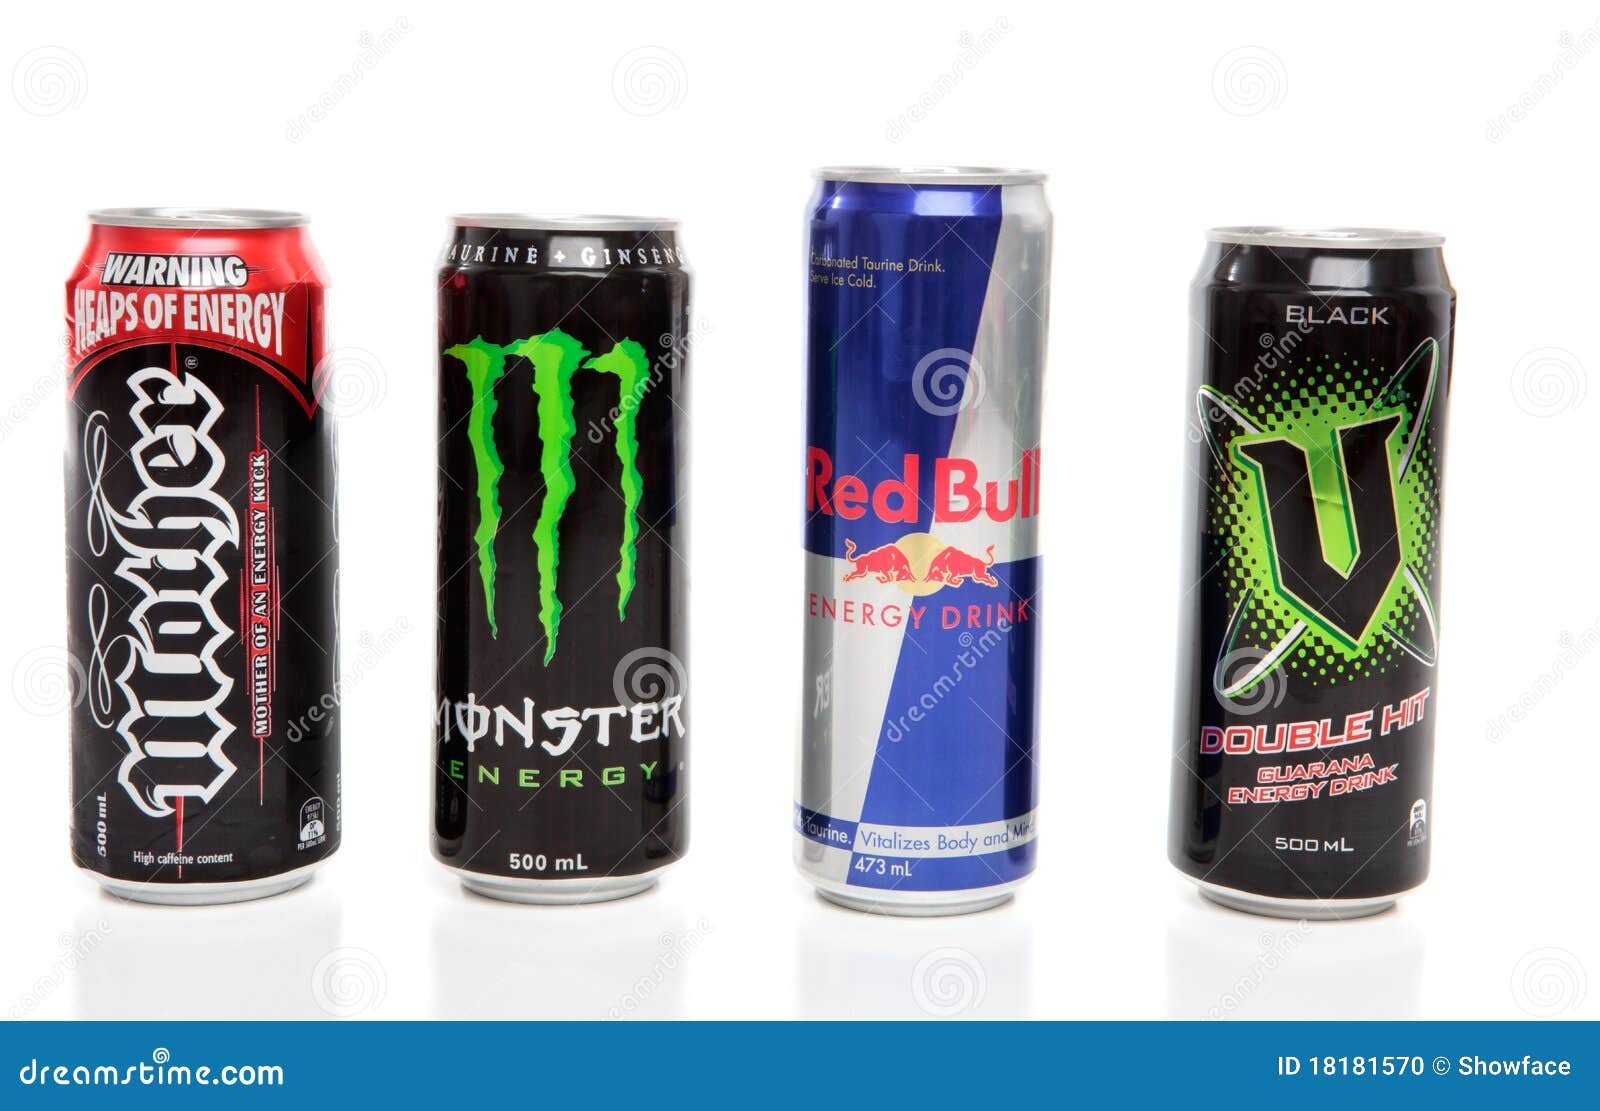 WARNING
HEAPS OF ENERGY
Mother®
MOTHER OF AN ENERGY KICK
500 mL
High caffeine content
TAURINE + GINSENG
MONSTER
ENERGY
500 mL
Carbonated Taurine Drink.
Serve Ice Cold.
Red Bull
ENERGY DRINK
Taurine. Vitalizes Body and Mind
473 mL
BLACK
V
DOUBLE HIT
GUARANA
ENERGY DRINK
500 mL
dreamstime.com
ID 18181570 © Showface